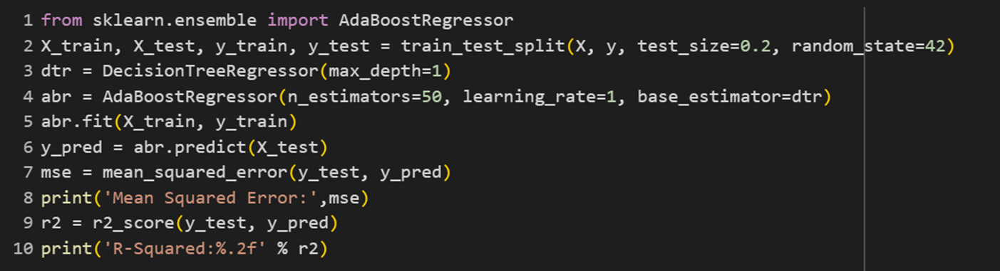 1 from sklearn.ensemble import AdaBoostRegressor
2 X_train, X_test, y_train, y_test = train_test_split(X, y, test_size=0.2, random_state=42)
3 dtr = DecisionTreeRegressor(max_depth=1)
4 abr = AdaBoostRegressor(n_estimators=50, learning_rate=1, base_estimator=dtr)
5 abr.fit(X_train, y_train)
6 y_pred = abr.predict(X_test)
7 mse = mean_squared_error(y_test, y_pred)
8 print('Mean Squared Error:',mse)
9 r2 = r2_score(y_test, y_pred)
10 print('R-Squared:%.2f' % r2)